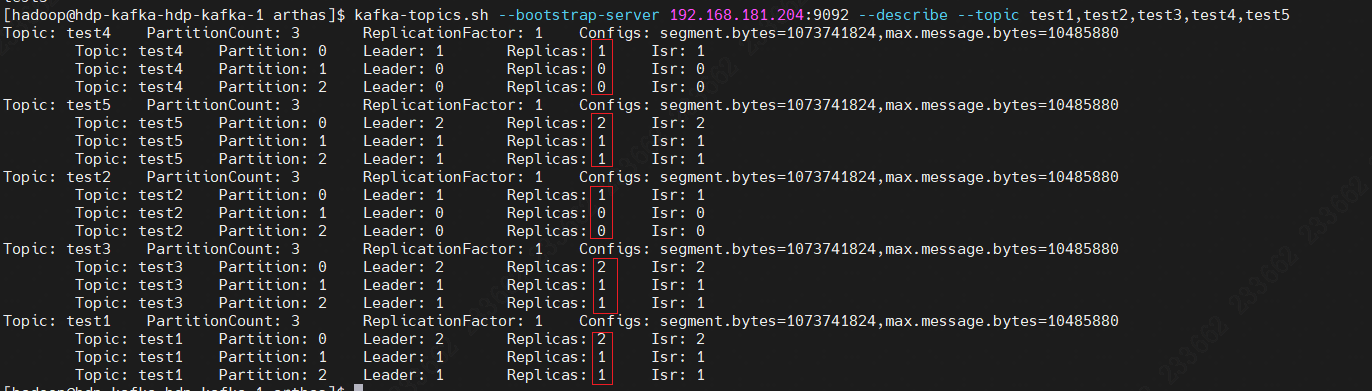 [hadoop@hdp-kafka-hdp-kafka-1 arthas]$ kafka-topics.sh --bootstrap-server 192.168.181.204:9092 --describe --topic test1,test2,test3,test4,test5
Topic: test4 PartitionCount: 3 ReplicationFactor: 1 Configs: segment.bytes=1073741824,max.message.bytes=10485880
Topic: test4 Partition: 0 Leader: 1 Replicas: 1 Isr: 1
Topic: test4 Partition: 1 Leader: 0 Replicas: 0 Isr: 0
Topic: test4 Partition: 2 Leader: 0 Replicas: 0 Isr: 0
Topic: test5 PartitionCount: 3 ReplicationFactor: 1 Configs: segment.bytes=1073741824,max.message.bytes=10485880
Topic: test5 Partition: 0 Leader: 2 Replicas: 2 Isr: 2
Topic: test5 Partition: 1 Leader: 1 Replicas: 1 Isr: 1
Topic: test5 Partition: 2 Leader: 1 Replicas: 1 Isr: 1
Topic: test2 PartitionCount: 3 ReplicationFactor: 1 Configs: segment.bytes=1073741824,max.message.bytes=10485880
Topic: test2 Partition: 0 Leader: 1 Replicas: 1 Isr: 1
Topic: test2 Partition: 1 Leader: 0 Replicas: 0 Isr: 0
Topic: test2 Partition: 2 Leader: 0 Replicas: 0 Isr: 0
Topic: test3 PartitionCount: 3 ReplicationFactor: 1 Configs: segment.bytes=1073741824,max.message.bytes=10485880
Topic: test3 Partition: 0 Leader: 2 Replicas: 2 Isr: 2
Topic: test3 Partition: 1 Leader: 1 Replicas: 1 Isr: 1
Topic: test3 Partition: 2 Leader: 1 Replicas: 1 Isr: 1
Topic: test1 PartitionCount: 3 ReplicationFactor: 1 Configs: segment.bytes=1073741824,max.message.bytes=10485880
Topic: test1 Partition: 0 Leader: 2 Replicas: 2 Isr: 2
Topic: test1 Partition: 1 Leader: 1 Replicas: 1 Isr: 1
Topic: test1 Partition: 2 Leader: 1 Replicas: 1 Isr: 1
[hadoop@hdp-kafka-hdp-kafka-1 arthas]$